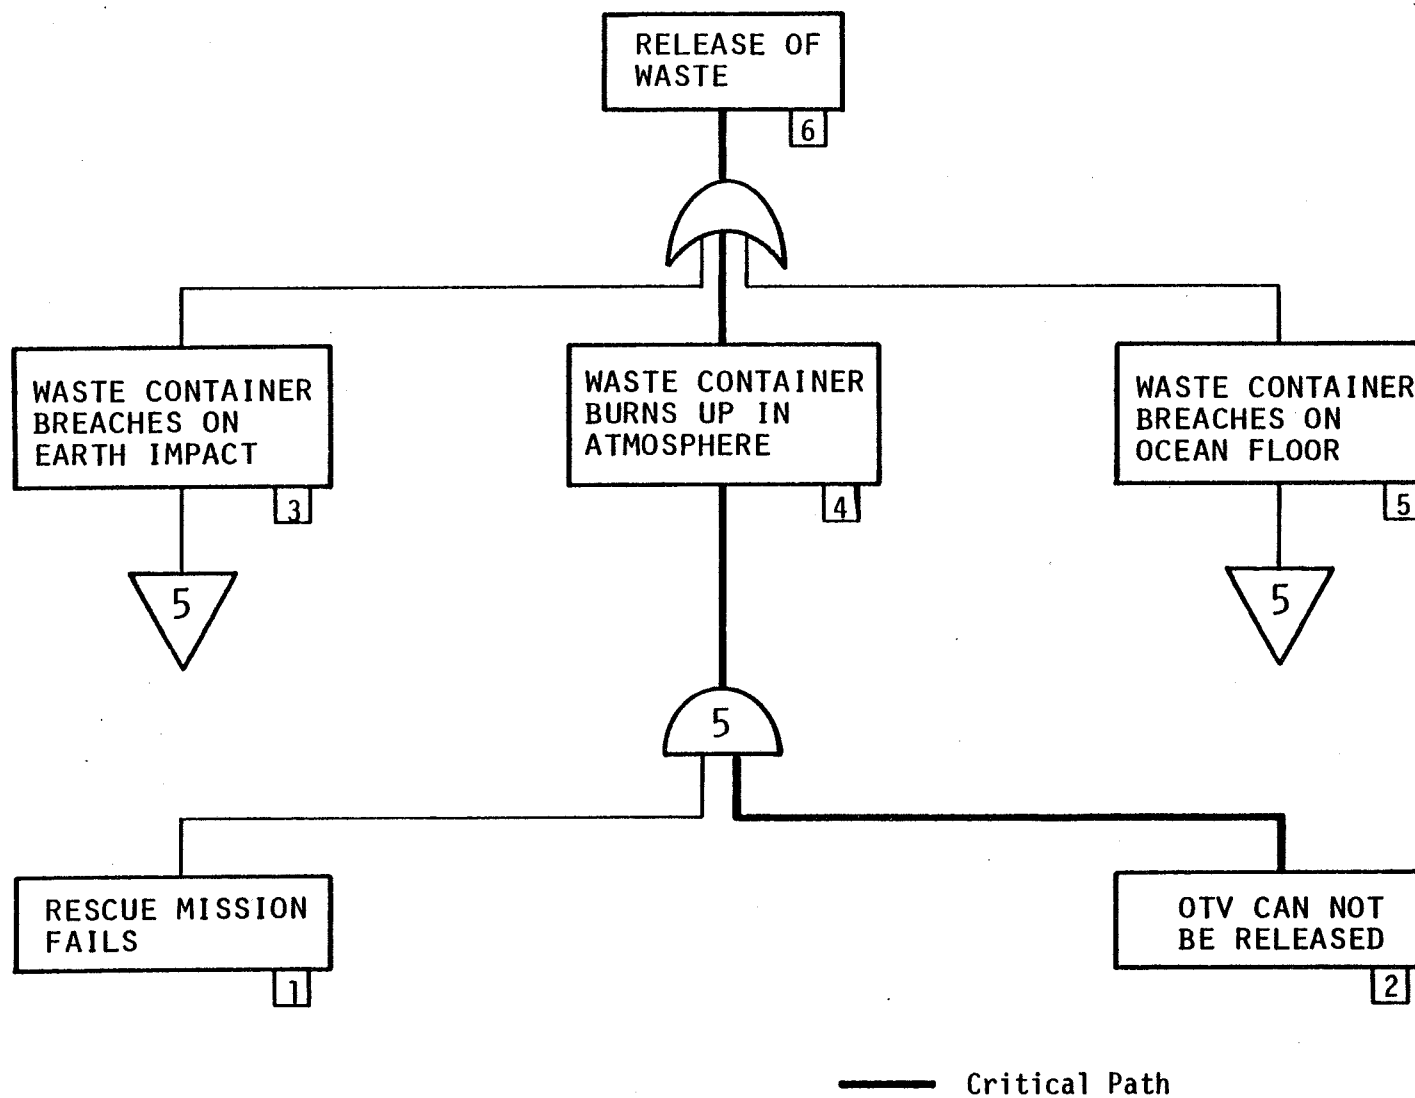 RELEASE OF
WASTE
6
WASTE CONTAINER
BREACHES ON
EARTH IMPACT
3
WASTE CONTAINER
BURNS UP IN
ATMOSPHERE
4
WASTE CONTAINER
BREACHES ON
OCEAN FLOOR
5
5
5
5
RESCUE MISSION
FAILS
1
OTV CAN NOT
BE RELEASED
2
Critical Path